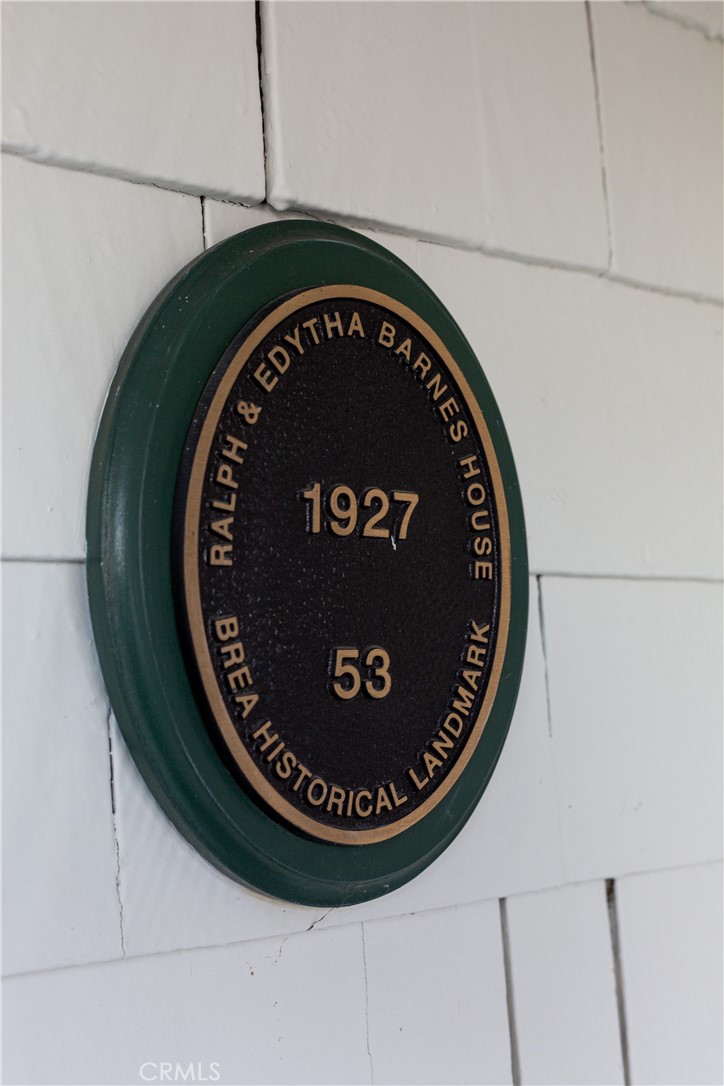 RALPH & EDYTHA BARNES HOUSE
1927
53
BREA HISTORICAL LANDMARK
CRMLS